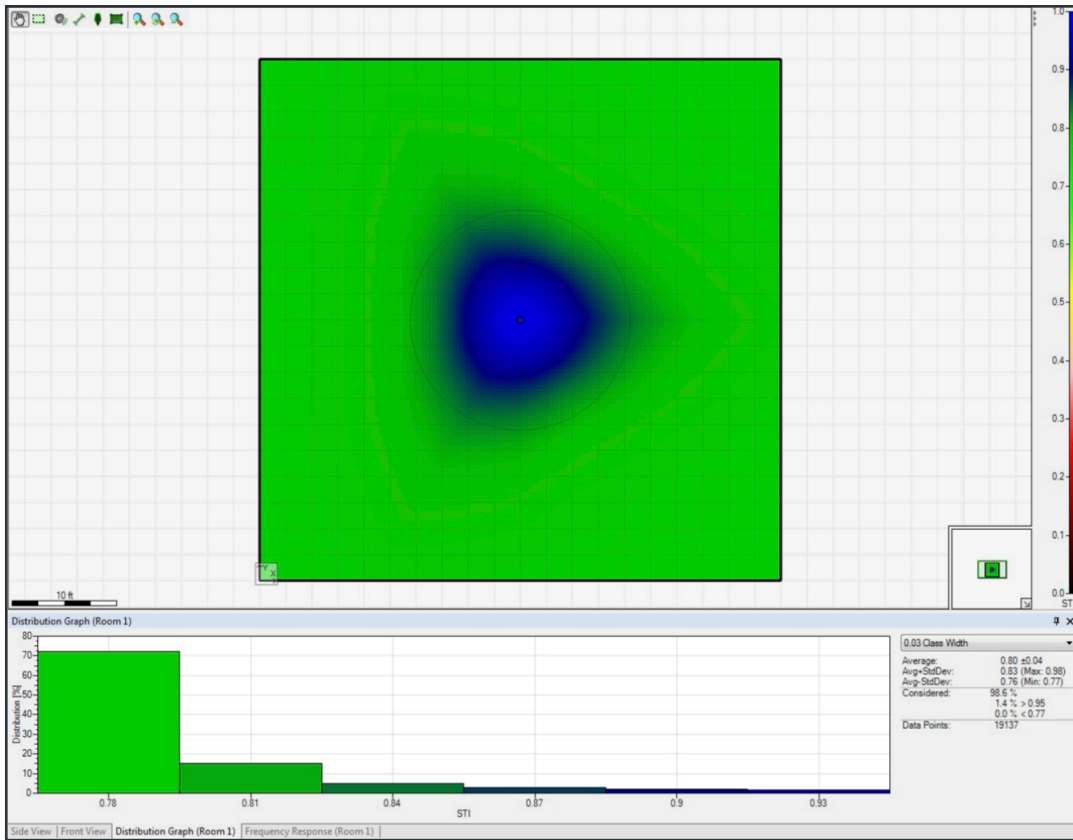 1.0
0.9
0.8
0.7
0.6
0.5
0.4
0.3
0.2
0.1
0.0
ST
Y
X
10 ft
Distribution Graph (Room 1)
80
70
60
50
40
30
20
10
0
Distribution [%]
0.78 0.81 0.84 0.87 0.9 0.93
STI
0.03 Class Width
Average: 0.80 ±0.04
Avg+StdDev: 0.83 (Max: 0.98)
Avg-StdDev: 0.76 (Min: 0.77)
Considered: 98.6 %
1.4 % > 0.95
0.0 % < 0.77
Data Points: 19137
Side View Front View Distribution Graph (Room 1) Frequency Response (Room 1)